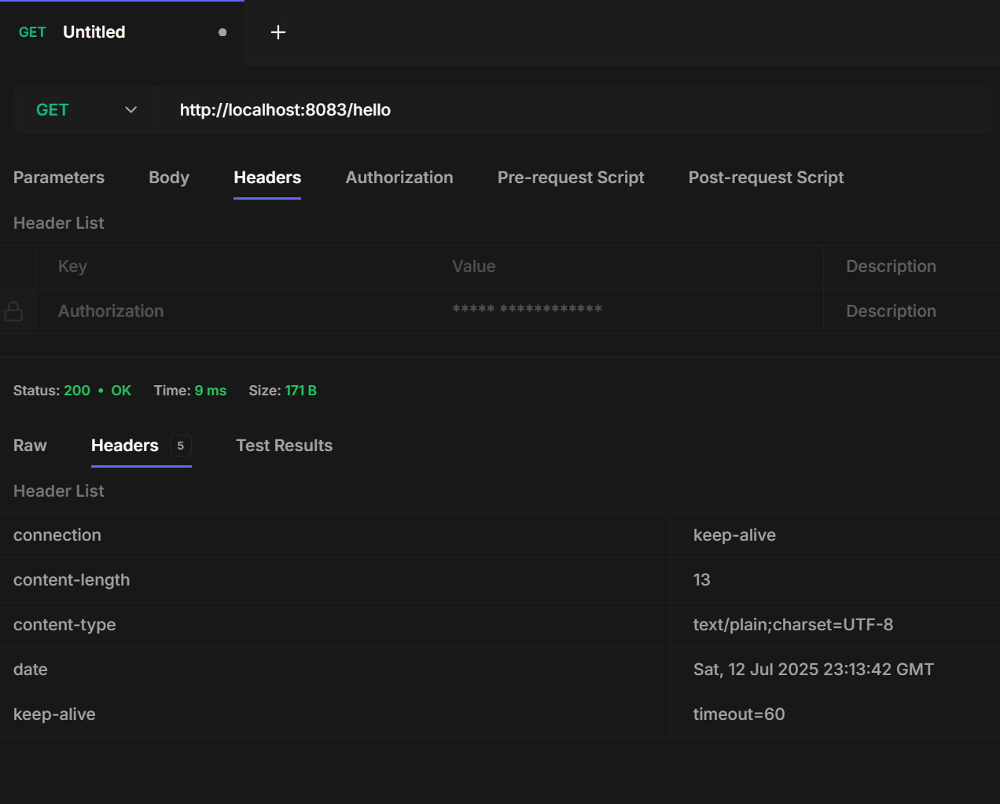 GET Untitled
GET http://localhost:8083/hello
Parameters Body Headers Authorization Pre-request Script Post-request Script
Header List
Key Value Description
Authorization ***** ************ Description
Status: 200 • OK Time: 9 ms Size: 171 B
Raw Headers 5 Test Results
Header List
connection keep-alive
content-length 13
content-type text/plain;charset=UTF-8
date Sat, 12 Jul 2025 23:13:42 GMT
keep-alive timeout=60